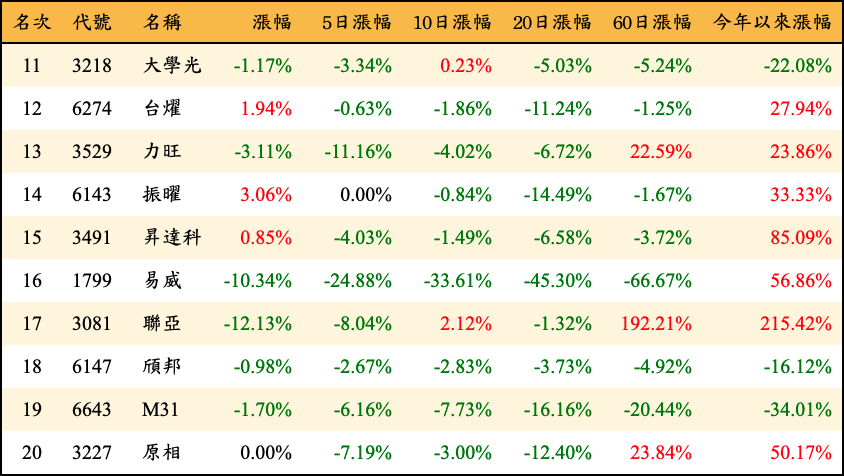 名次 代號 名稱 漲幅 5日漲幅 10日漲幅 20日漲幅 60日漲幅 今年以來漲幅
11 3218 大學光 -1.17% -3.34% 0.23% -5.03% -5.24% -22.08%
12 6274 台燿 1.94% -0.63% -1.86% -11.24% -1.25% 27.94%
13 3529 力旺 -3.11% -11.16% -4.02% -6.72% 22.59% 23.86%
14 6143 振曜 3.06% 0.00% -0.84% -14.49% -1.67% 33.33%
15 3491 昇達科 0.85% -4.03% -1.49% -6.58% -3.72% 85.09%
16 1799 易威 -10.34% -24.88% -33.61% -45.30% -66.67% 56.86%
17 3081 聯亞 -12.13% -8.04% 2.12% -1.32% 192.21% 215.42%
18 6147 頎邦 -0.98% -2.67% -2.83% -3.73% -4.92% -16.12%
19 6643 M31 -1.70% -6.16% -7.73% -16.16% -20.44% -34.01%
20 3227 原相 0.00% -7.19% -3.00% -12.40% 23.84% 50.17%